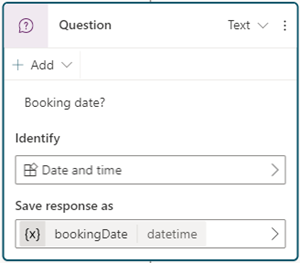 Question Text
Add
Booking date?
Identify
Date and time
Save response as
{x} bookingDate datetime